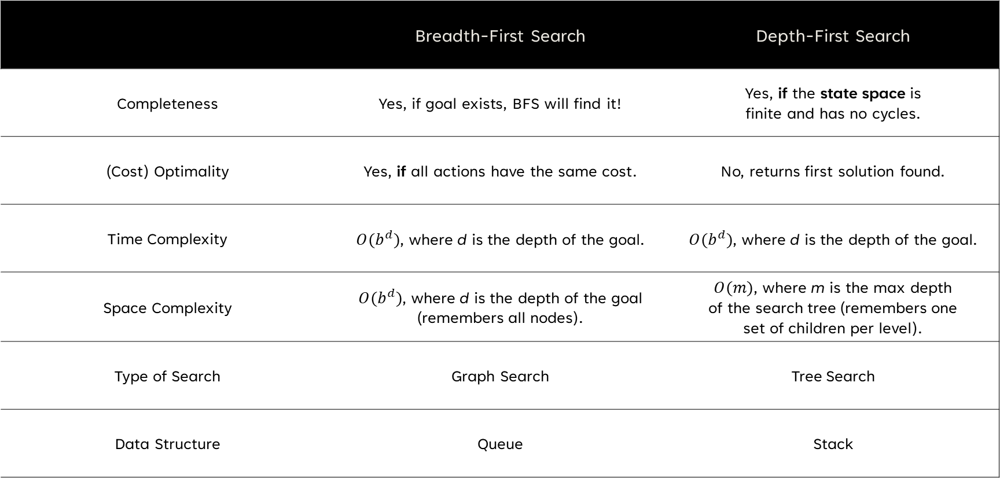 Breadth-First Search
Depth-First Search
Completeness
Yes, if goal exists, BFS will find it!
Yes, if the state space is
finite and has no cycles.
(Cost) Optimality
Yes, if all actions have the same cost.
No, returns first solution found.
Time Complexity
O(b^d), where d is the depth of the goal.
O(b^d), where d is the depth of the goal.
Space Complexity
O(b^d), where d is the depth of the goal
(remembers all nodes).
O(m), where m is the max depth
of the search tree (remembers one
set of children per level).
Type of Search
Graph Search
Tree Search
Data Structure
Queue
Stack